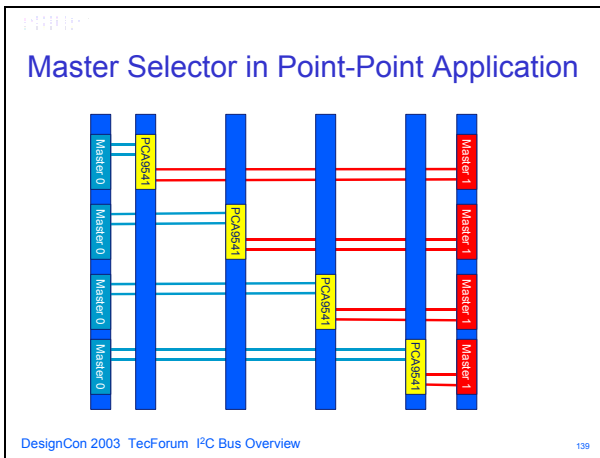 Master Selector in Point-Point Application
Master 0
PCA9541
Master 1
Master 0
PCA9541
Master 1
Master 0
PCA9541
Master 1
Master 0
PCA9541
Master 1
DesignCon 2003 TecForum I²C Bus Overview
139